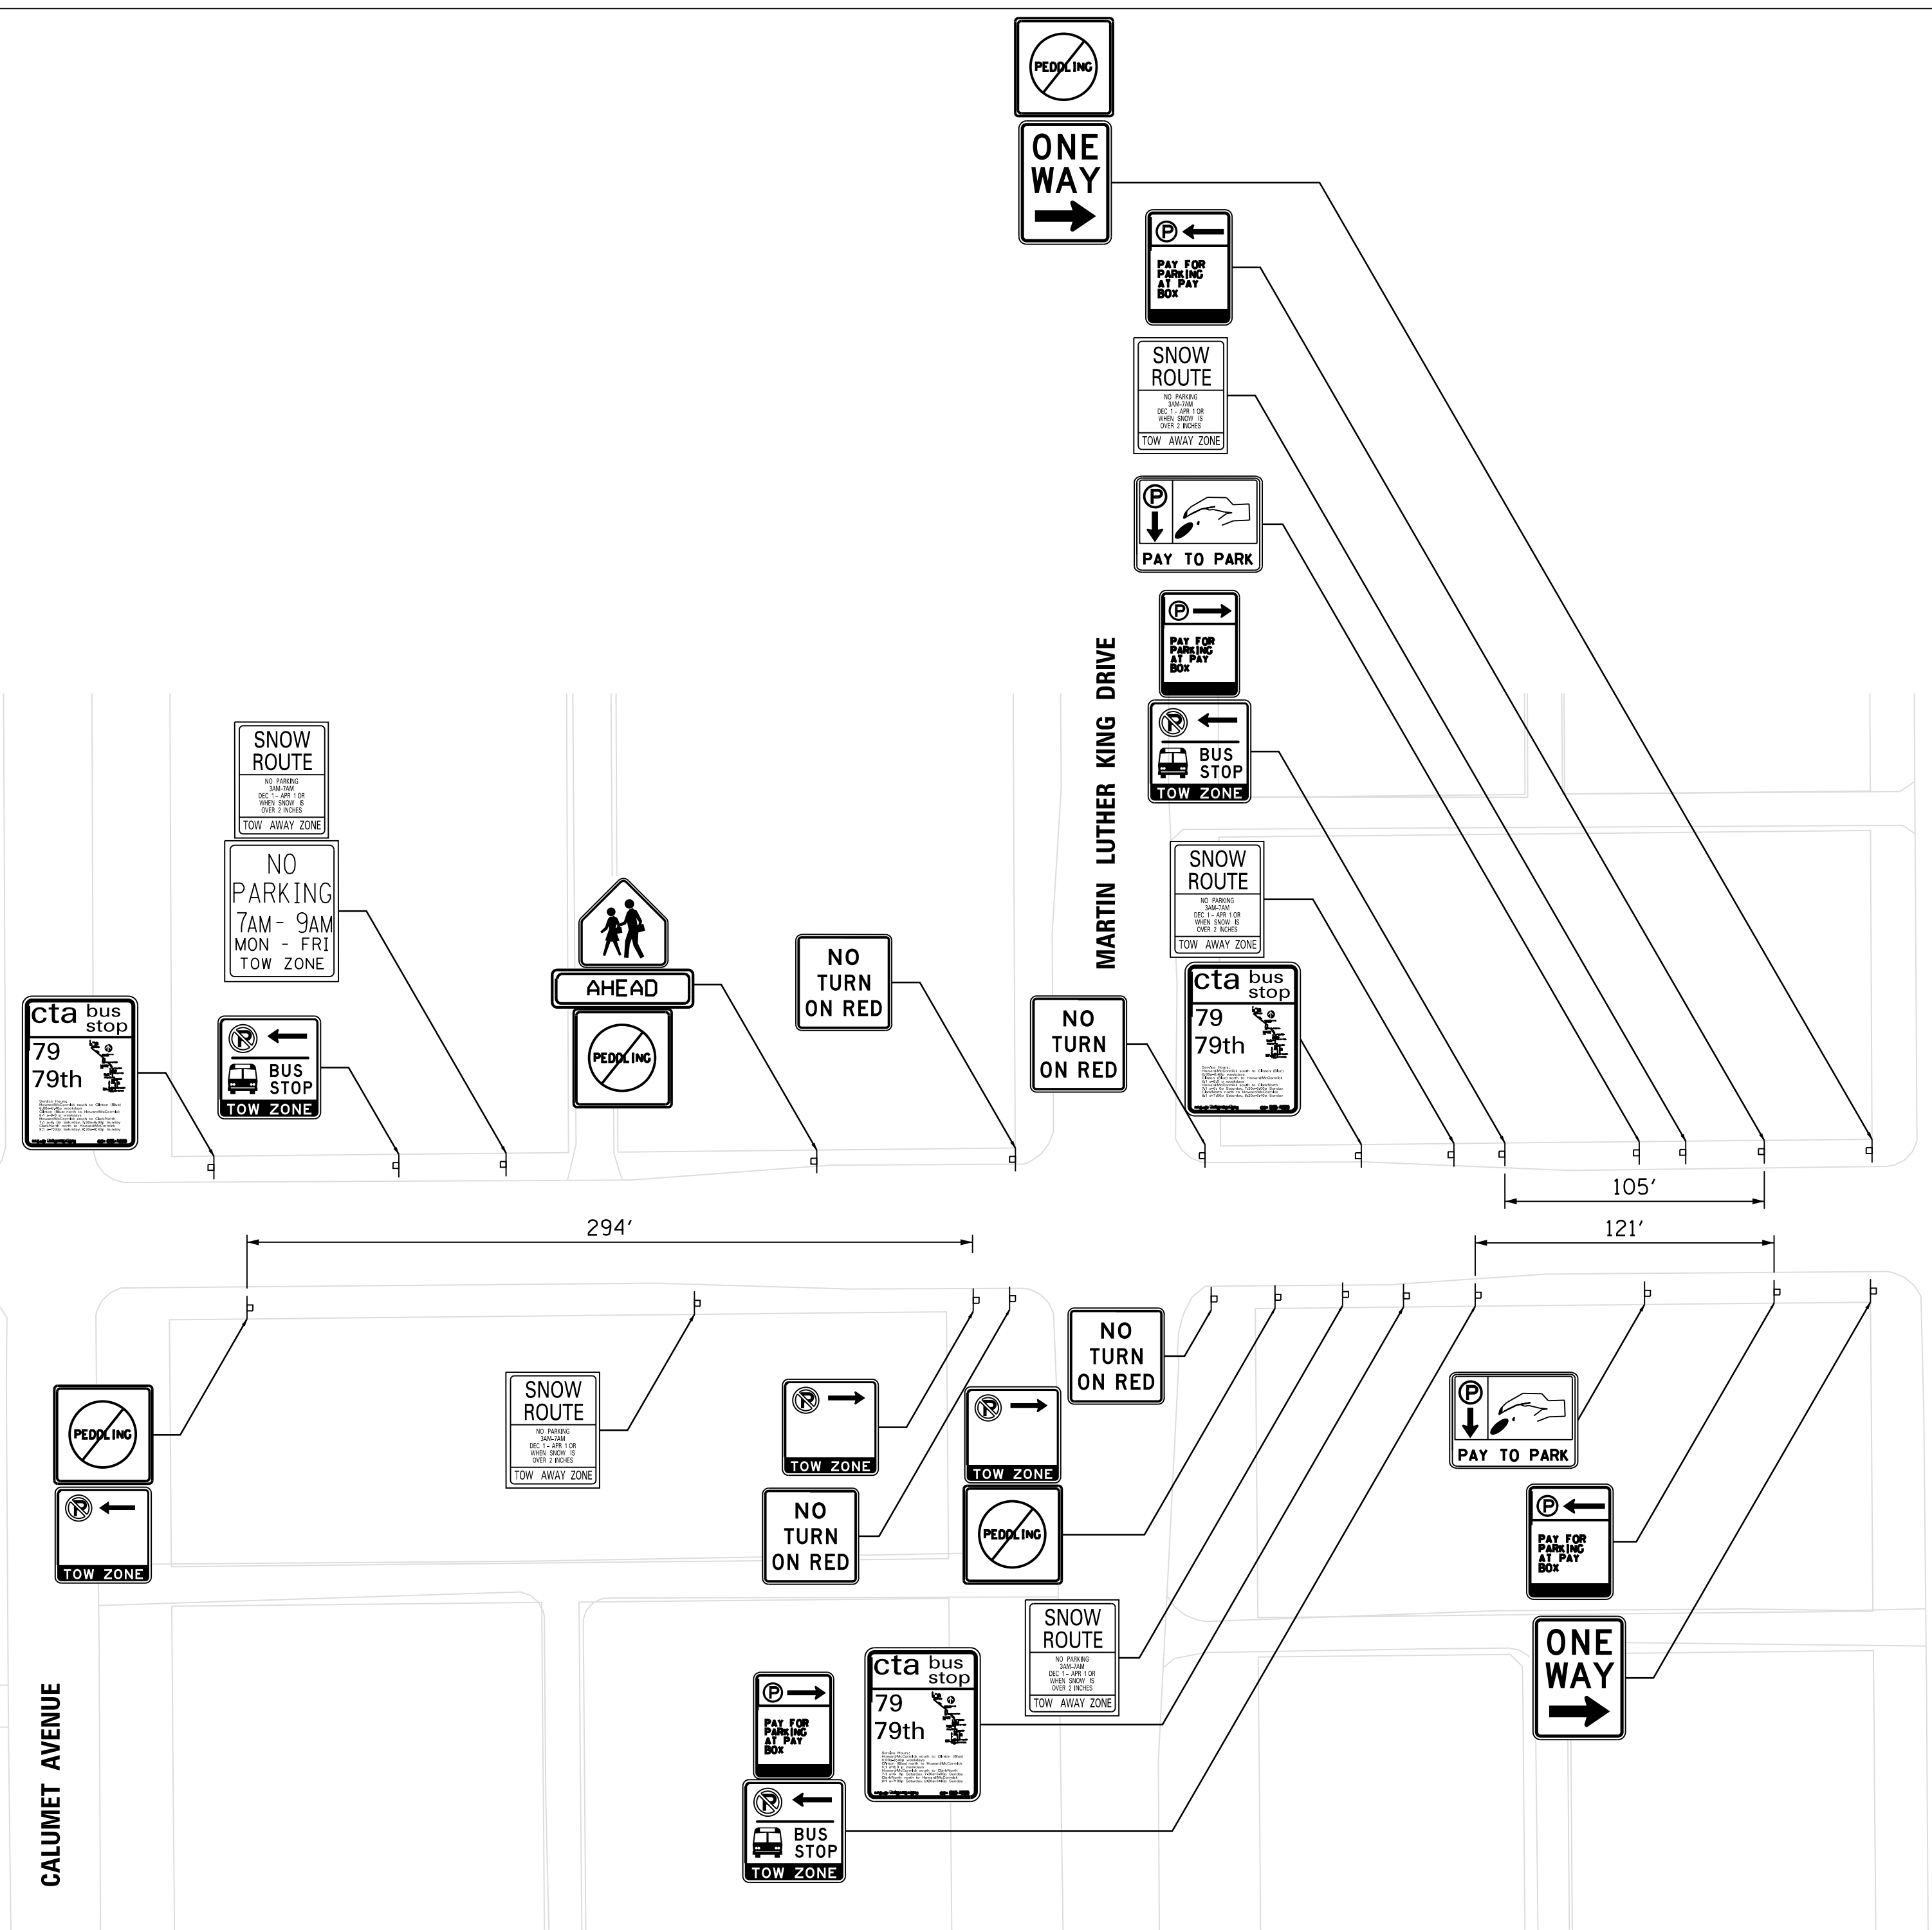 PEDDLING
ONE
WAY
P
PAY FOR
PARKING
AT PAY
BOX
SNOW
ROUTE
NO PARKING
3AM-7AM
DEC 1 - APR 1 OR
WHEN SNOW IS
OVER 2 INCHES
TOW AWAY ZONE
P
PAY TO PARK
P
PAY FOR
PARKING
AT PAY
BOX
P
BUS
STOP
TOW ZONE
MARTIN LUTHER KING DRIVE
SNOW
ROUTE
NO PARKING
3AM-7AM
DEC 1 - APR 1 OR
WHEN SNOW IS
OVER 2 INCHES
TOW AWAY ZONE
NO
PARKING
7AM - 9AM
MON - FRI
TOW ZONE
SNOW
ROUTE
NO PARKING
3AM-7AM
DEC 1 - APR 1 OR
WHEN SNOW IS
OVER 2 INCHES
TOW AWAY ZONE
AHEAD
PEDDLING
NO
TURN
ON RED
cta bus
stop
79
79th
P
BUS
STOP
TOW ZONE
NO
TURN
ON RED
cta bus
stop
79
79th
105'
294'
121'
NO
TURN
ON RED
PEDDLING
P
TOW ZONE
SNOW
ROUTE
NO PARKING
3AM-7AM
DEC 1 - APR 1 OR
WHEN SNOW IS
OVER 2 INCHES
TOW AWAY ZONE
P
TOW ZONE
NO
TURN
ON RED
P
TOW ZONE
PEDDLING
P
PAY TO PARK
P
PAY FOR
PARKING
AT PAY
BOX
SNOW
ROUTE
NO PARKING
3AM-7AM
DEC 1 - APR 1 OR
WHEN SNOW IS
OVER 2 INCHES
TOW AWAY ZONE
ONE
WAY
cta bus
stop
79
79th
P
PAY FOR
PARKING
AT PAY
BOX
P
BUS
STOP
TOW ZONE
CALUMET AVENUE